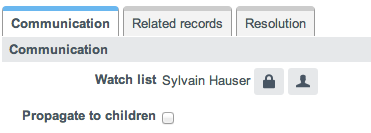 Communication Related records Resolution
Communication
Watch list Sylvain Hauser
Propagate to children